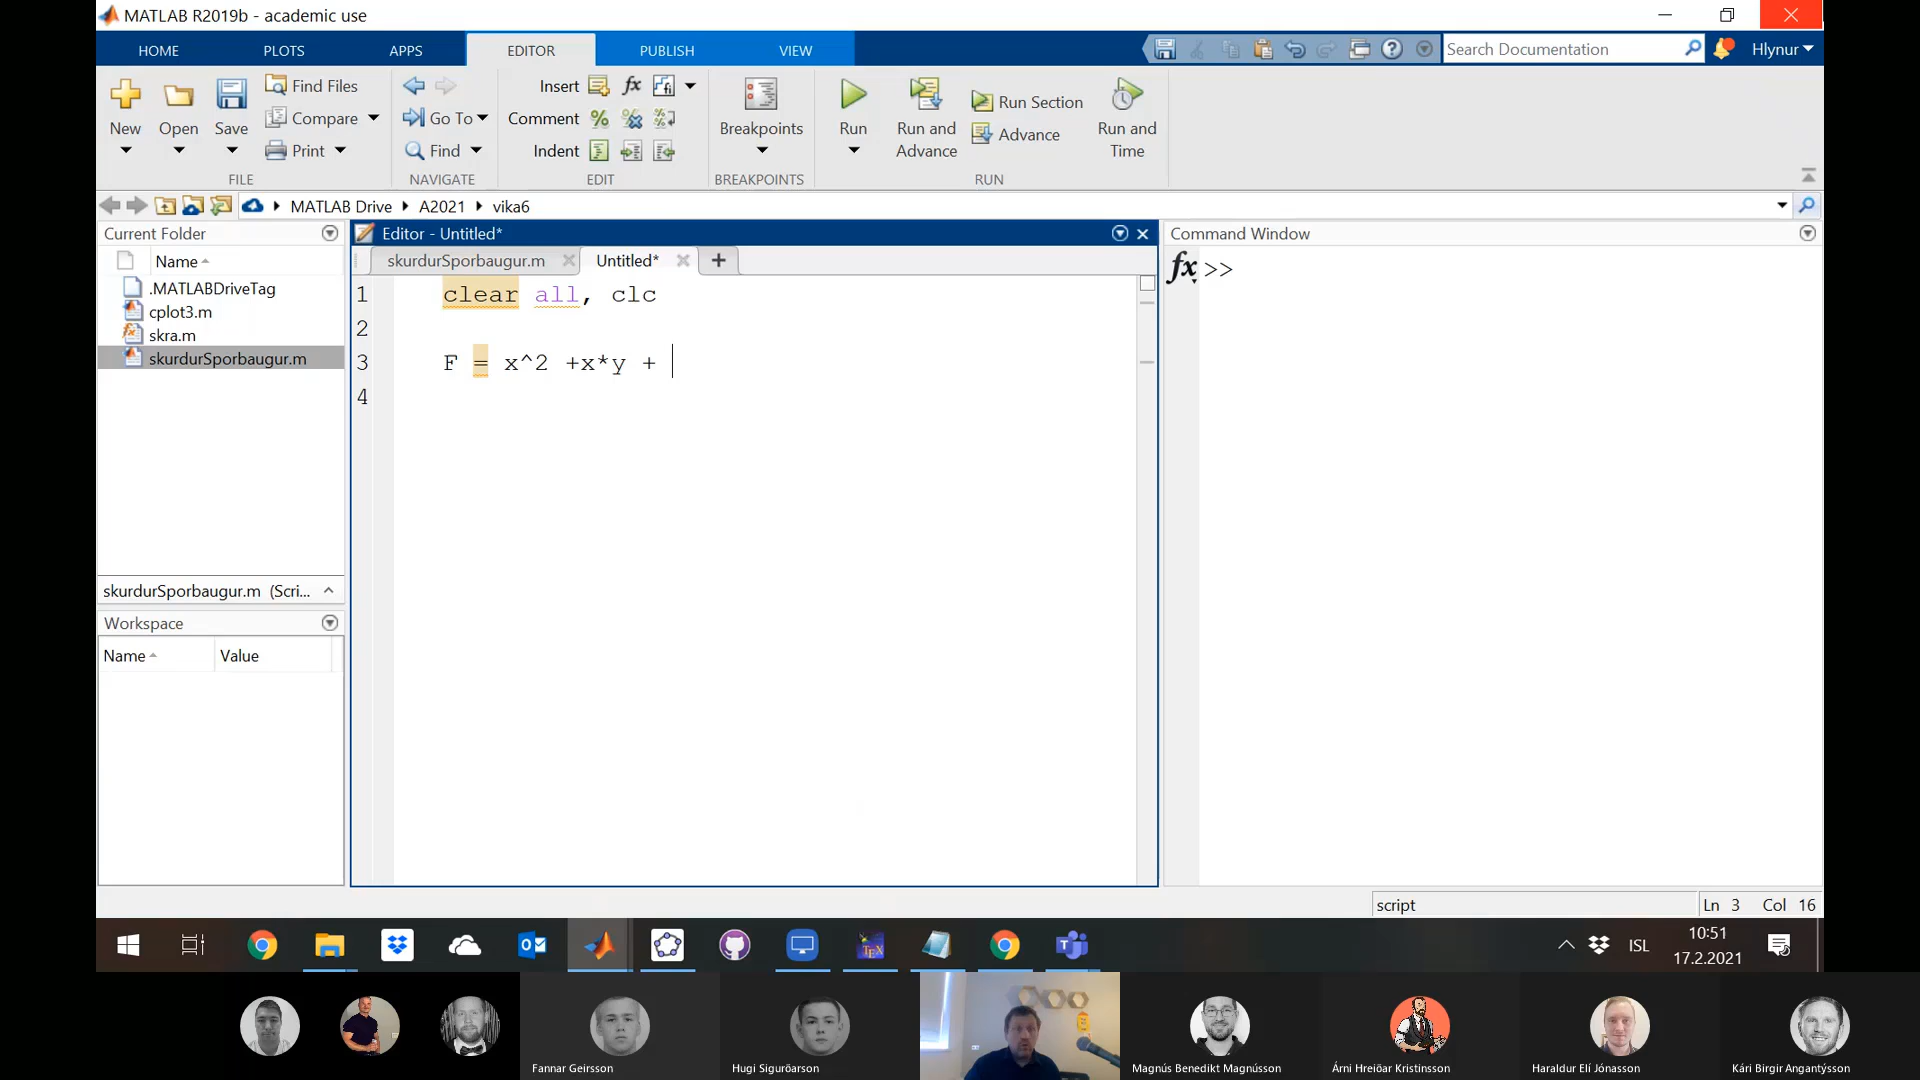 MATLAB R2019b - academic use
HOME PLOTS APPS EDITOR PUBLISH VIEW
Search Documentation
Hlynur
New Open Save
Find Files
Compare
Print
FILE
Go To
Find
NAVIGATE
Insert
Comment
Indent
EDIT
Breakpoints
BREAKPOINTS
Run
Run and Advance
Run Section
Advance
Run and Time
RUN
MATLAB Drive A2021 vika6
Current Folder
Name
.MATLABDriveTag
cplot3.m
skra.m
skurdurSporbaugur.m
skurdurSporbaugur.m (Scri...
Workspace
Name Value
Editor - Untitled*
skurdurSporbaugur.m Untitled*
1 clear all, clc
2
3 F = x^2 +x*y +
4
Command Window
fx >>
script
Ln 3 Col 16
TEX
ISL
10:51
17.2.2021
Fannar Geirsson
Hugi Sigurðarson
Magnús Benedikt Magnússon
Árni Hreiðar Kristinsson
Haraldur Elí Jónasson
Kári Birgir Angantýsson